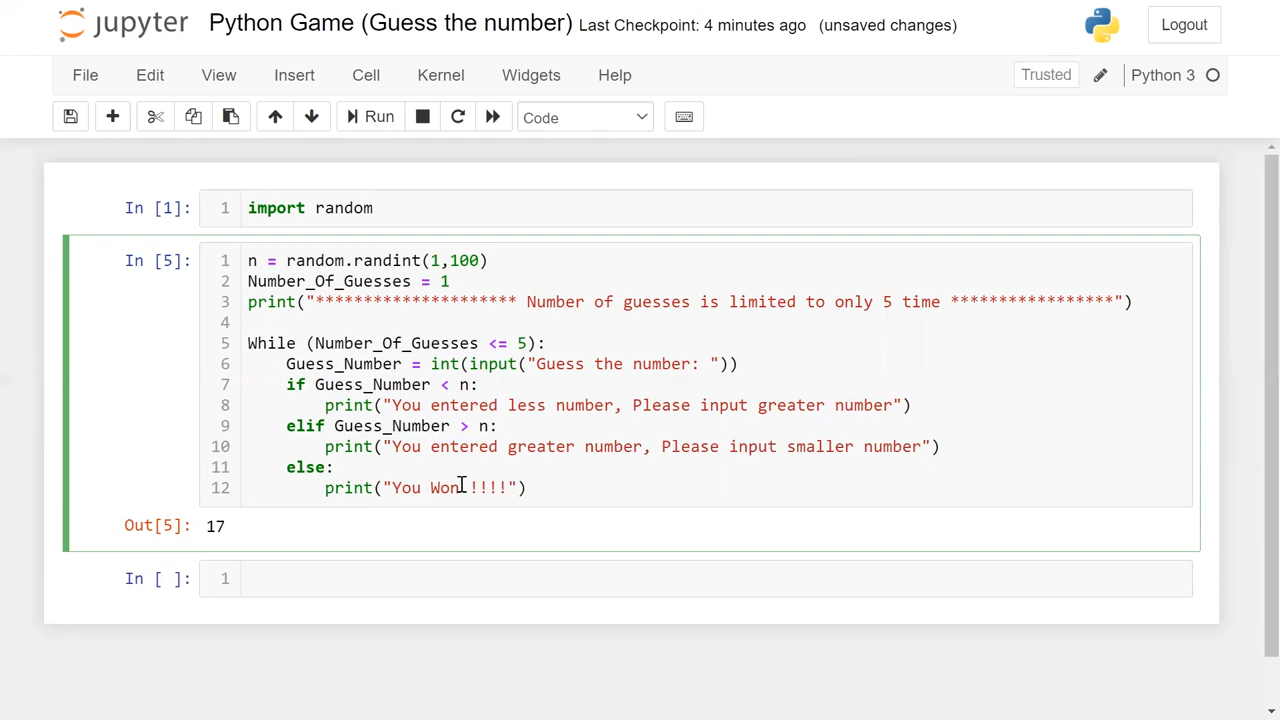 jupyter Python Game (Guess the number) Last Checkpoint: 4 minutes ago (unsaved changes) Logout
File Edit View Insert Cell Kernel Widgets Help Trusted Python 3
Run Code
In [1]: 1 import random
In [5]: 1 n = random.randint(1,100)
2 Number_Of_Guesses = 1
3 print("********************* Number of guesses is limited to only 5 time *****************")
4
5 While (Number_Of_Guesses <= 5):
6 Guess_Number = int(input("Guess the number: "))
7 if Guess_Number < n:
8 print("You entered less number, Please input greater number")
9 elif Guess_Number > n:
10 print("You entered greater number, Please input smaller number")
11 else:
12 print("You Won!!!!!")
Out[5]: 17
In [ ]: 1